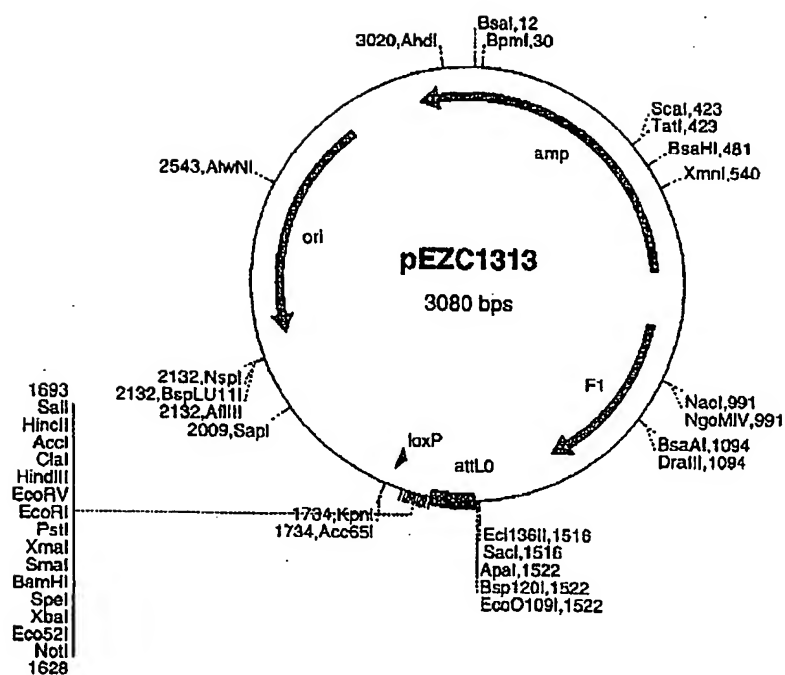 BsaI,12
BpmI,30
3020,AhdI
ScaI,423
TatI,423
BsaHI,481
XmnI,540
amp
2543,AlwNI
ori
pEZC1313
3080 bps
F1
NaeI,991
NgoMIV,991
BsaAI,1094
DraIII,1094
2132,NspI
2132,BspLU11I
2132,AflIII
2009,SapI
loxP
attL0
1734,KpnI
1734,Acc65I
Ecl136II,1516
SacI,1516
ApaI,1522
Bsp120I,1522
EcoO109I,1522
1693
SalI
HincII
AccI
ClaI
HindIII
EcoRV
EcoRI
PstI
XmaI
SmaI
BamHI
SpeI
XbaI
Eco52I
NotI
1628